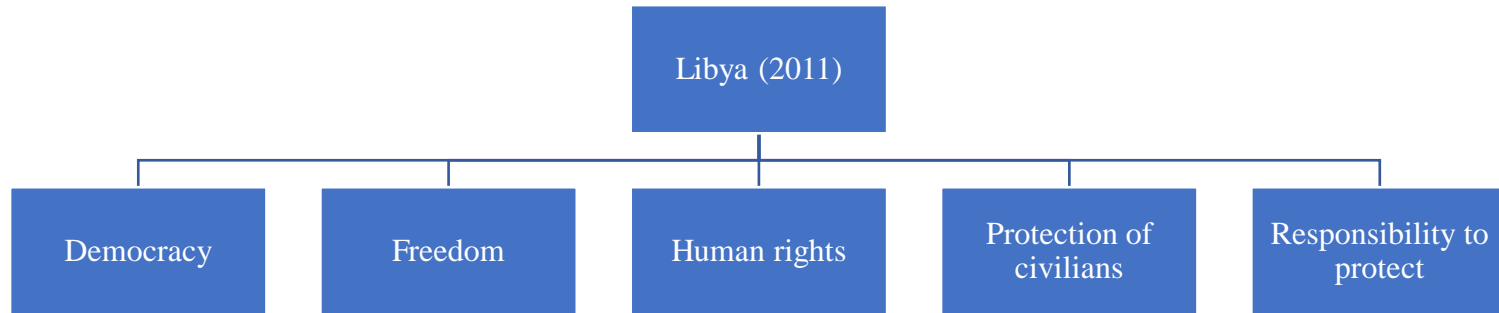 Libya (2011)
Democracy
Freedom
Human rights
Protection of
civilians
Responsibility to
protect